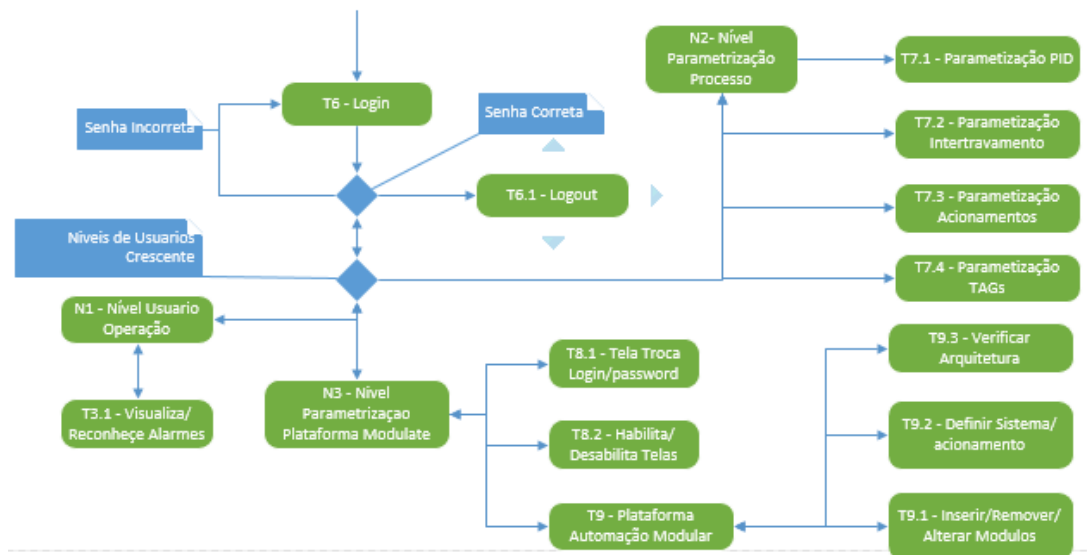 N2- Nível
Parametrização
Processo
T7.1 - Parametização PID
T6 - Login
Senha Correta
Senha Incorreta
T7.2 - Parametização
Intertravamento
T6.1 - Logout
T7.3 - Parametização
Acionamentos
Niveis de Usuarios
Crescente
T7.4 - Parametização
TAGs
N1 - Nível Usuario
Operação
T9.3 - Verificar
Arquitetura
T8.1 - Tela Troca
Login/password
N3 - Nivel
Parametrizaçao
Plataforma Modulate
T3.1 - Visualiza/
Reconheçe Alarmes
T9.2 - Definir Sistema/
acionamento
T8.2 - Habilita/
Desabilita Telas
T9 - Plataforma
Automação Modular
T9.1 - Inserir/Remover/
Alterar Modulos